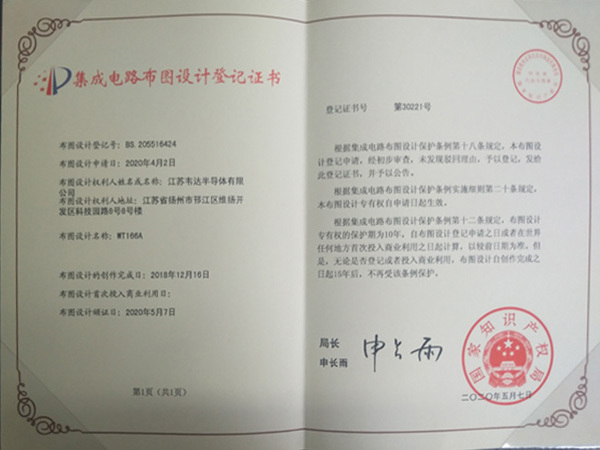 集成电路布图设计登记证书
布图设计登记号：BS. 205516424
布图设计申请日：2020年4月2日
布图设计权利人姓名或名称：江苏韦达半导体有限
公司
布图设计权利人地址：江苏省扬州市邗江区维扬开
发区科技园路6号8号楼
布图设计名称：WT166A
布图设计的创作完成日：2018年12月16日
布图设计首次投入商业利用日：
布图设计颁证日：2020年5月7日
第1页（共1页）
登记证书号 第30221号
根据集成电路布图设计保护条例第十八条规定，本布图设
计登记申请，经初步审查，未发现驳回理由，予以登记，发给
此登记证书，并予以公告。
根据集成电路布图设计保护条例实施细则第二十条规定，
本布图设计专有权自申请日起生效。
根据集成电路布图设计保护条例第十二条规定，布图设计专
有权的保护期为10年，自布图设计登记申请之日或者在世界
任何地方首次投入商业利用之日起计算，以较前日期为准。但
是，无论是否登记或者投入商业利用，布图设计自创作完成之
日起15年后，不再受该条例保护。
局长
申长雨
申长雨
国家知识产权局
二〇二〇年五月七日